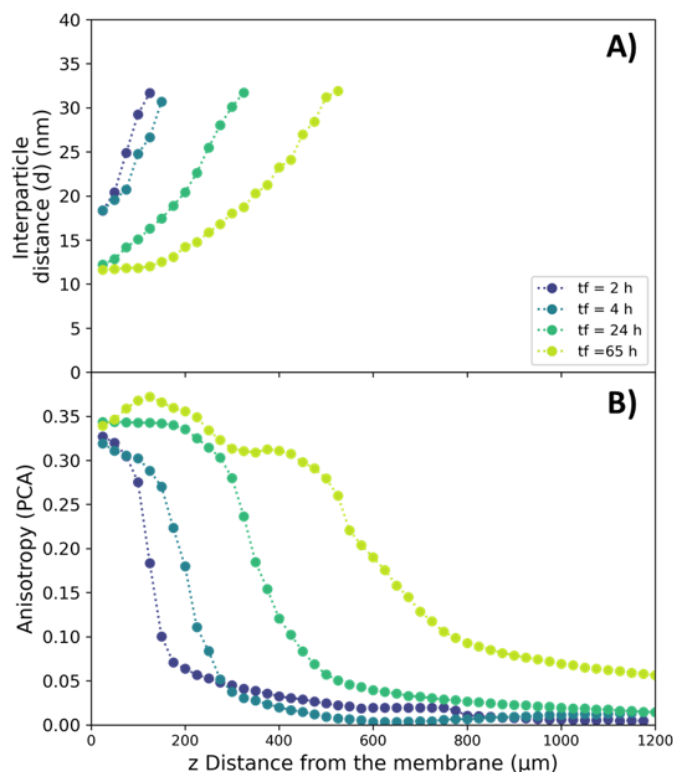 A)
40
35
30
25
20
15
10
5
0
Interparticle
distance (d) (nm)
tf = 2 h
tf = 4 h
tf = 24 h
tf =65 h
B)
0.35
0.30
0.25
0.20
0.15
0.10
0.05
0.00
Anisotropy (PCA)
0 200 400 600 800 1000 1200
z Distance from the membrane (μm)